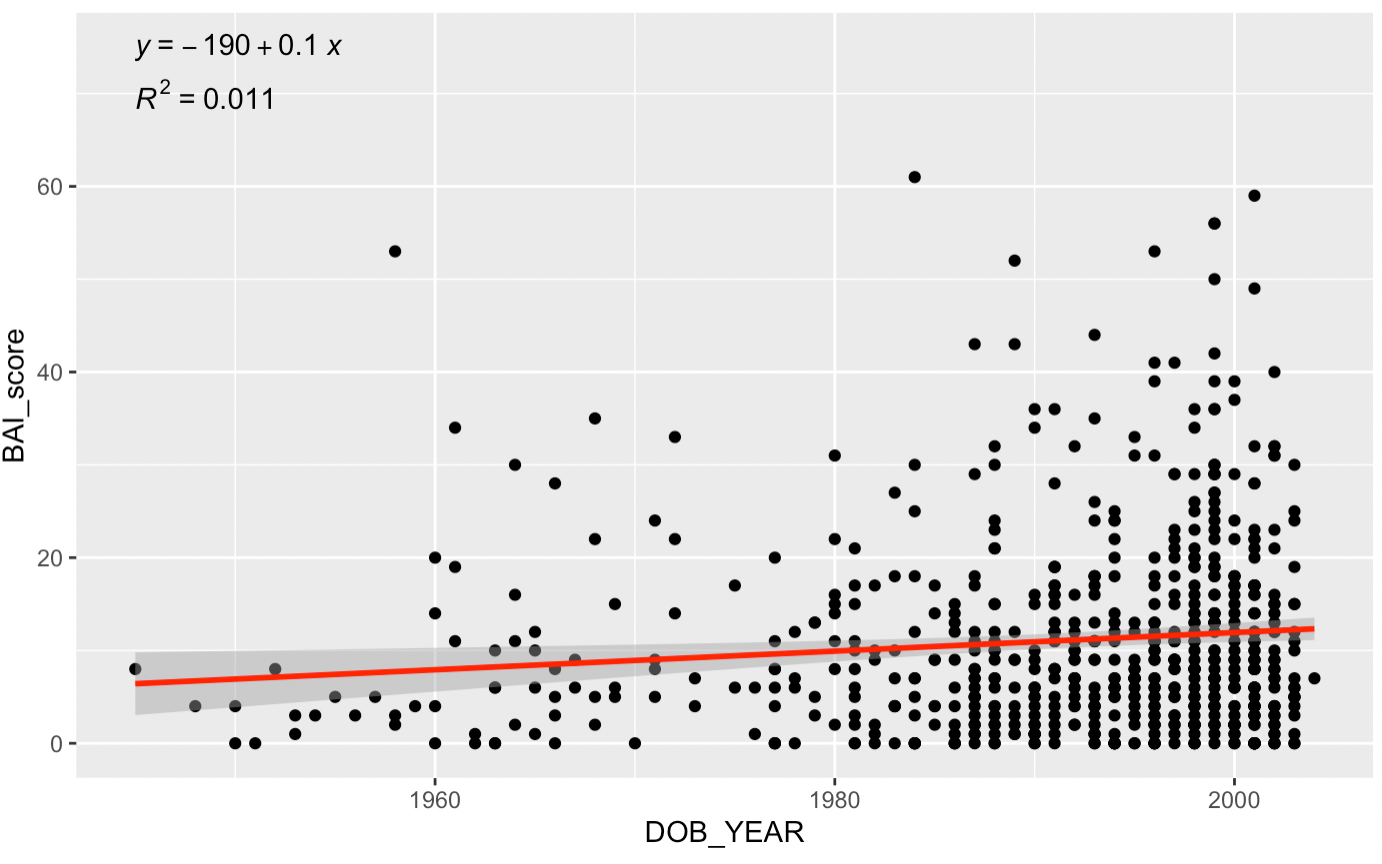 y = − 190 + 0.1 x
R² = 0.011
60
40
20
0
BAI_score
1960 1980 2000
DOB_YEAR